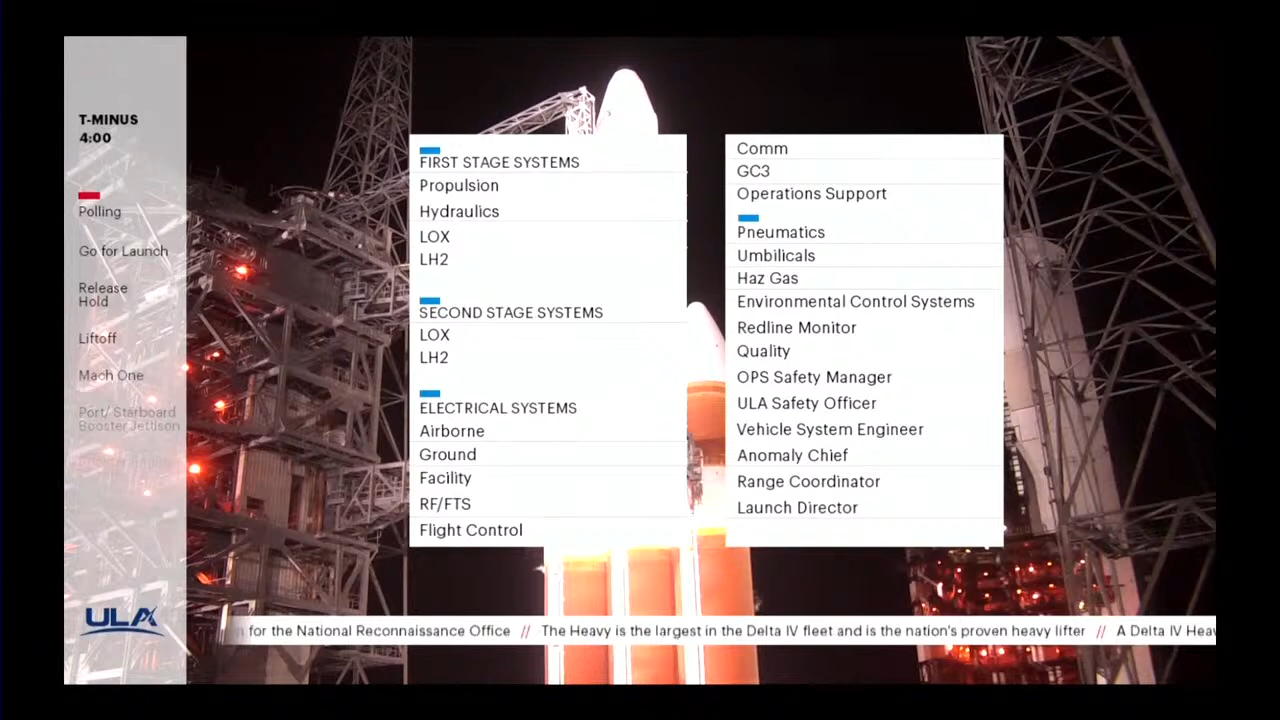 T-MINUS
4:00
Polling
Go for Launch
Release
Hold
Liftoff
Mach One
Port/ Starboard
Booster Jettison
ULA
FIRST STAGE SYSTEMS
Propulsion
Hydraulics
LOX
LH2
SECOND STAGE SYSTEMS
LOX
LH2
ELECTRICAL SYSTEMS
Airborne
Ground
Facility
RF/FTS
Flight Control
Comm
GC3
Operations Support
Pneumatics
Umbilicals
Haz Gas
Environmental Control Systems
Redline Monitor
Quality
OPS Safety Manager
ULA Safety Officer
Vehicle System Engineer
Anomaly Chief
Range Coordinator
Launch Director
for the National Reconnaissance Office // The Heavy is the largest in the Delta IV fleet and is the nation's proven heavy lifter // A Delta IV Heav